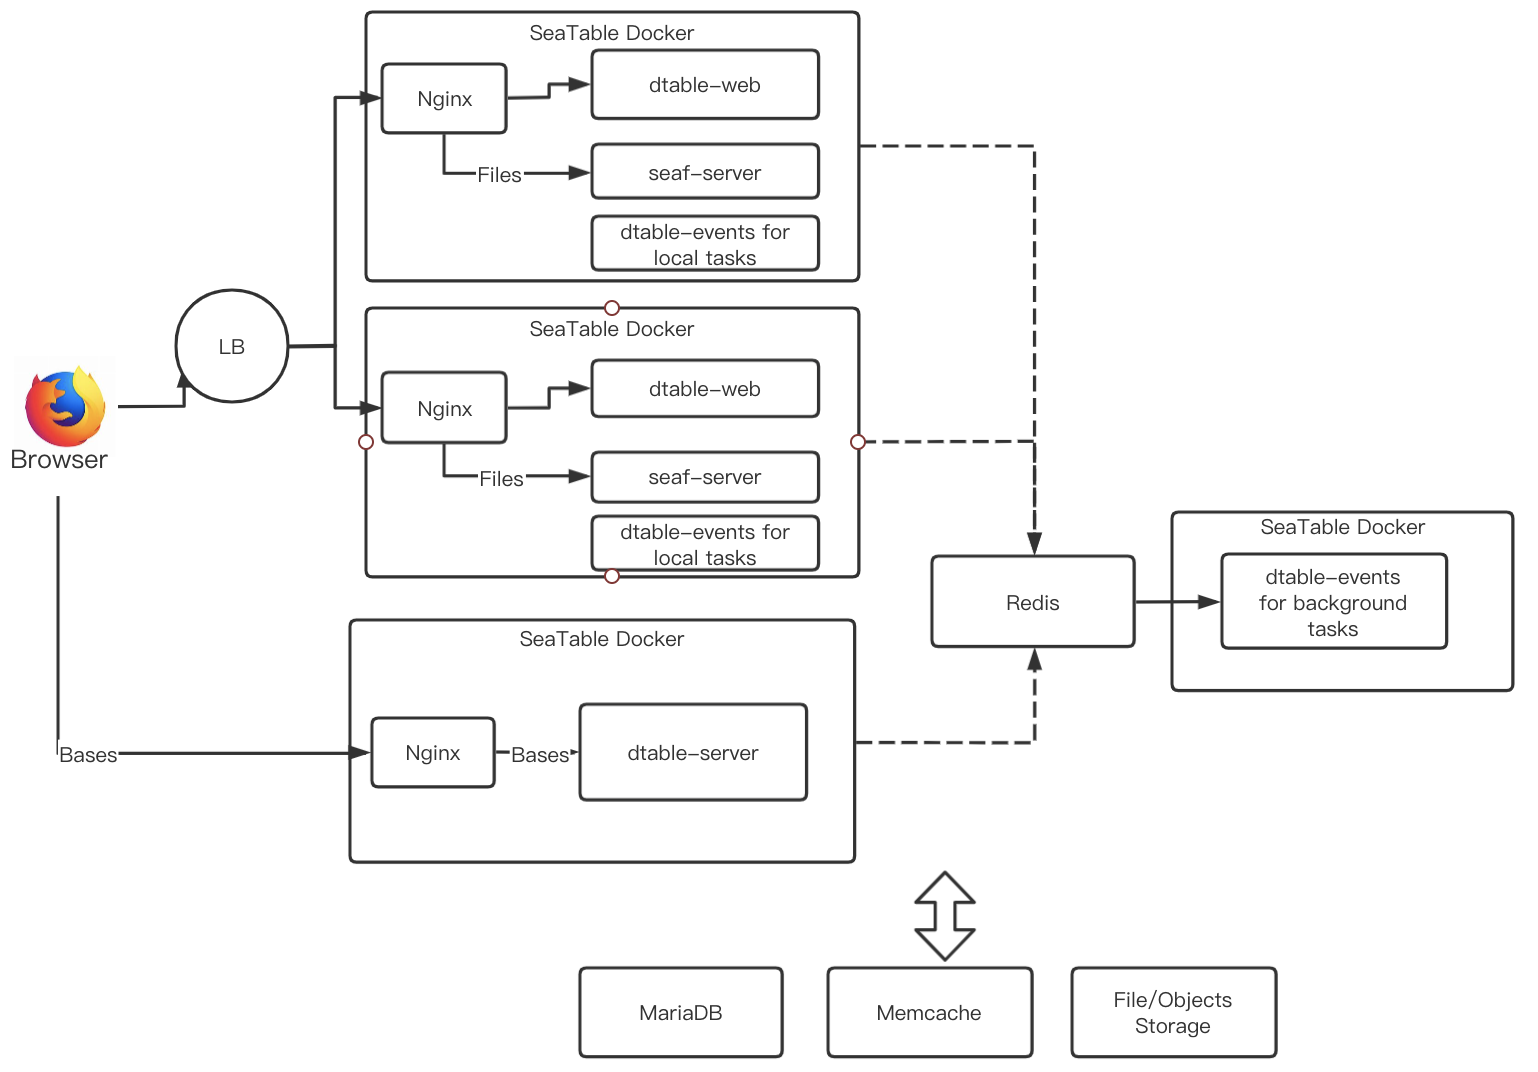 SeaTable Docker
Nginx
dtable-web
Files
seaf-server
dtable-events for
local tasks
LB
SeaTable Docker
Nginx
dtable-web
Files
seaf-server
dtable-events for
local tasks
Browser
SeaTable Docker
Nginx
Bases
dtable-server
Bases
Redis
SeaTable Docker
dtable-events
for background
tasks
MariaDB
Memcache
File/Objects
Storage